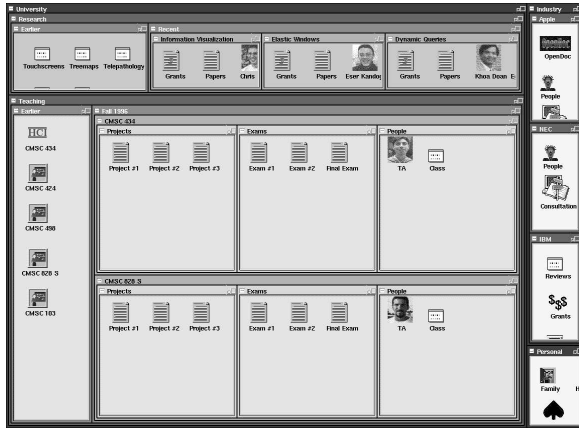 University
Research
Earlier
Touchscreens Treemaps Telepathology
Recent
Information Visualization
Grants Papers Chris
Elastic Windows
Grants Papers Eser Kandog
Dynamic Queries
Grants Papers Khoa Doan E
Teaching
Earlier
HCI
CMSC 434
CMSC 424
CMSC 498
CMSC 828 S
CMSC 103
Fall 1996
CMSC 434
Projects
Project #1 Project #2 Project #3
Exams
Exam #1 Exam #2 Final Exam
People
TA Class
CMSC 828 S
Projects
Project #1 Project #2 Project #3
Exams
Exam #1 Exam #2 Final Exam
People
TA Class
Industry
Apple
OpenDoc
OpenDoc
People
NEC
People
Consultation
IBM
Reviews
$$$
Grants
Personal
Family H